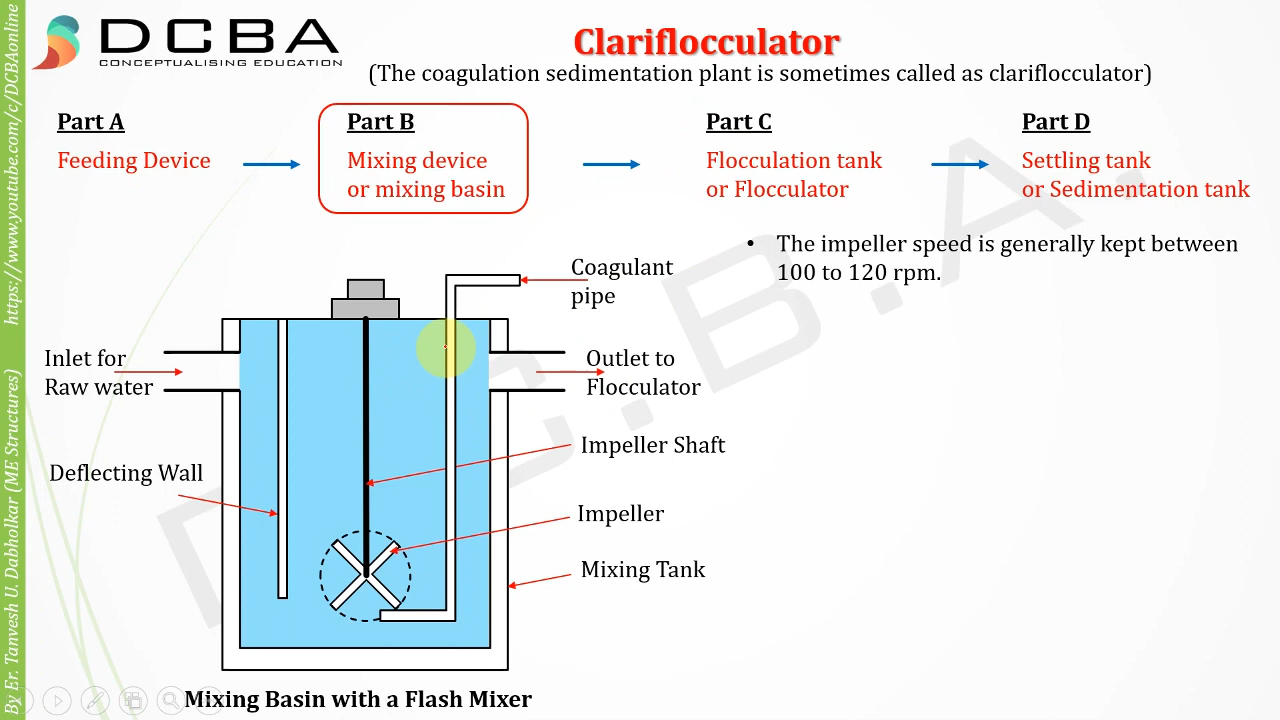 DCBA
CONCEPTUALISING EDUCATION
Clariflocculator
(The coagulation sedimentation plant is sometimes called as clariflocculator)
Part A
Feeding Device
Part B
Mixing device
or mixing basin
Part C
Flocculation tank
or Flocculator
Part D
Settling tank
or Sedimentation tank
• The impeller speed is generally kept between
100 to 120 rpm.
Coagulant
pipe
Inlet for
Raw water
Outlet to
Flocculator
Deflecting Wall
Impeller Shaft
Impeller
Mixing Tank
Mixing Basin with a Flash Mixer
By Er. Tanvesh U. Dabholkar (ME Structures) https://www.youtube.com/c/DCBAonline
D.C.B.A.